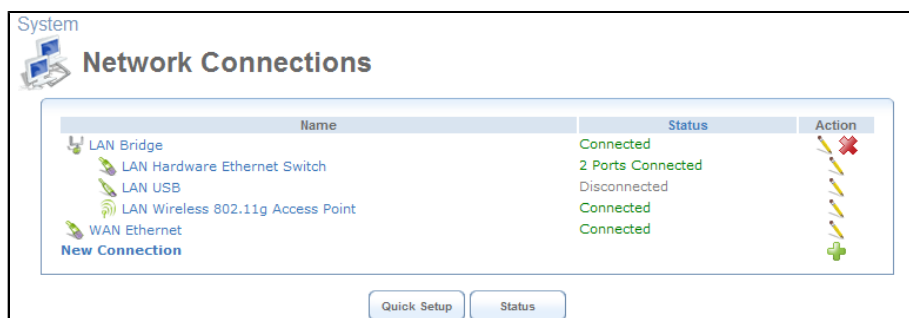 System
Network Connections
Name Status Action
LAN Bridge Connected
LAN Hardware Ethernet Switch 2 Ports Connected
LAN USB Disconnected
LAN Wireless 802.11g Access Point Connected
WAN Ethernet Connected
New Connection
Quick Setup Status